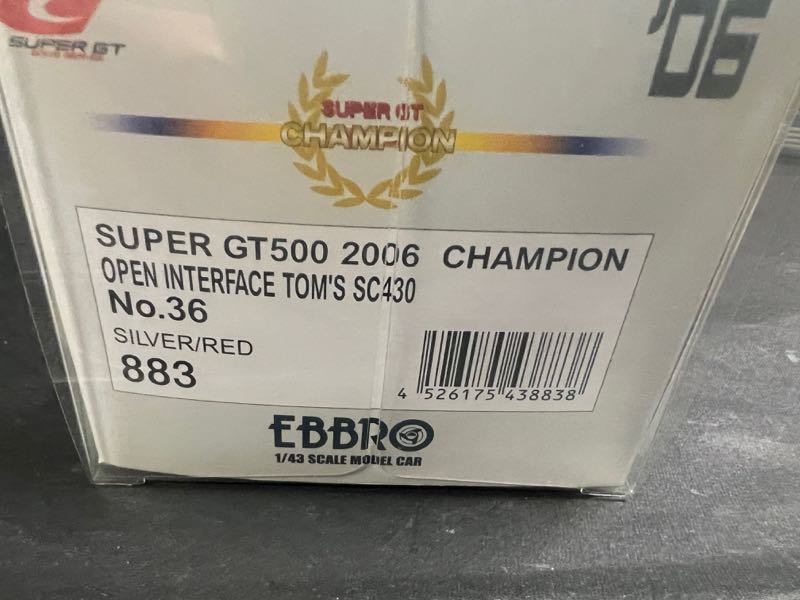 SUPER GT
'06
SUPER GT
CHAMPION
SUPER GT500 2006 CHAMPION
OPEN INTERFACE TOM'S SC430
No.36
SILVER/RED
883
4 526175 438838
EBBRO
1/43 SCALE MODEL CAR